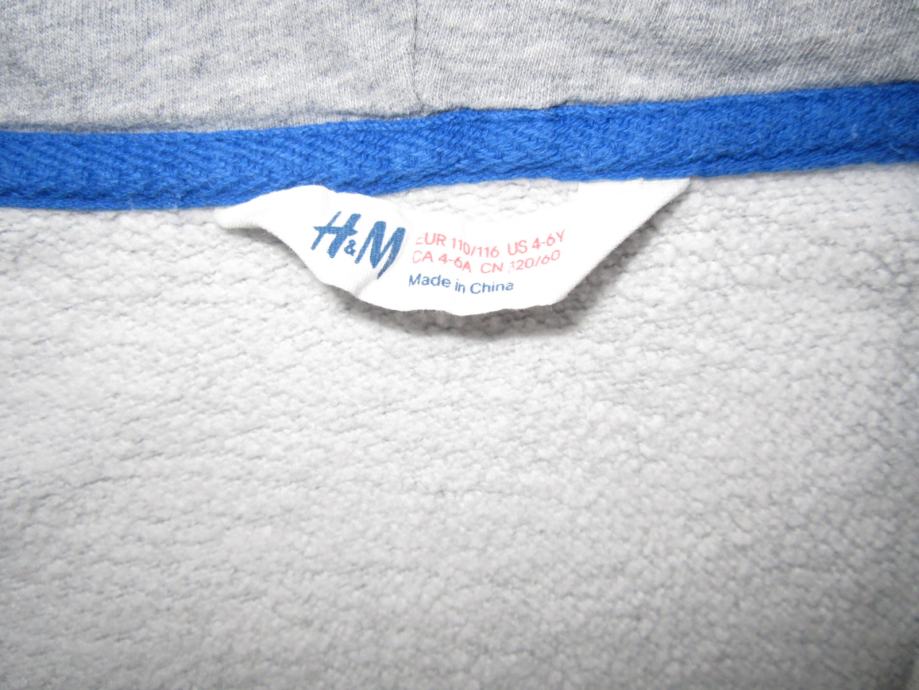 H&M
EUR 110/116 US 4-6Y
CA 4-6A CN 120/60
Made in China